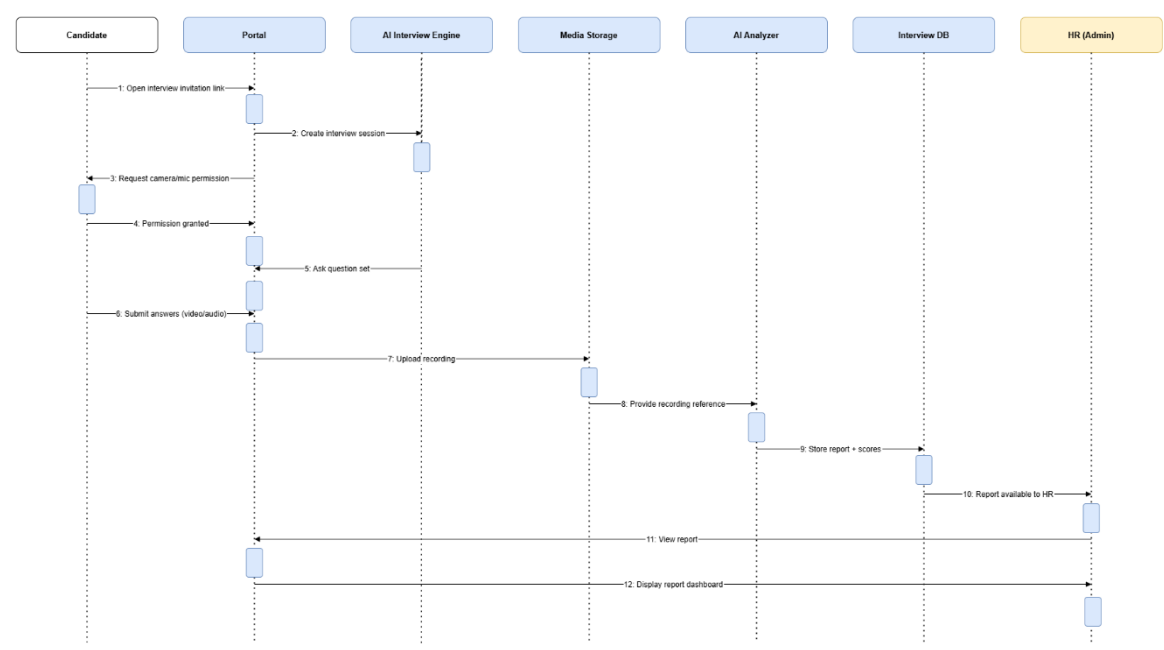 Candidate
Portal
AI Interview Engine
Media Storage
AI Analyzer
Interview DB
HR (Admin)
1: Open interview invitation link
2: Create interview session
3: Request camera/mic permission
4: Permission granted
5: Ask question set
6: Submit answers (video/audio)
7: Upload recording
8: Provide recording reference
9: Store report + scores
10: Report available to HR
11: View report
12: Display report dashboard